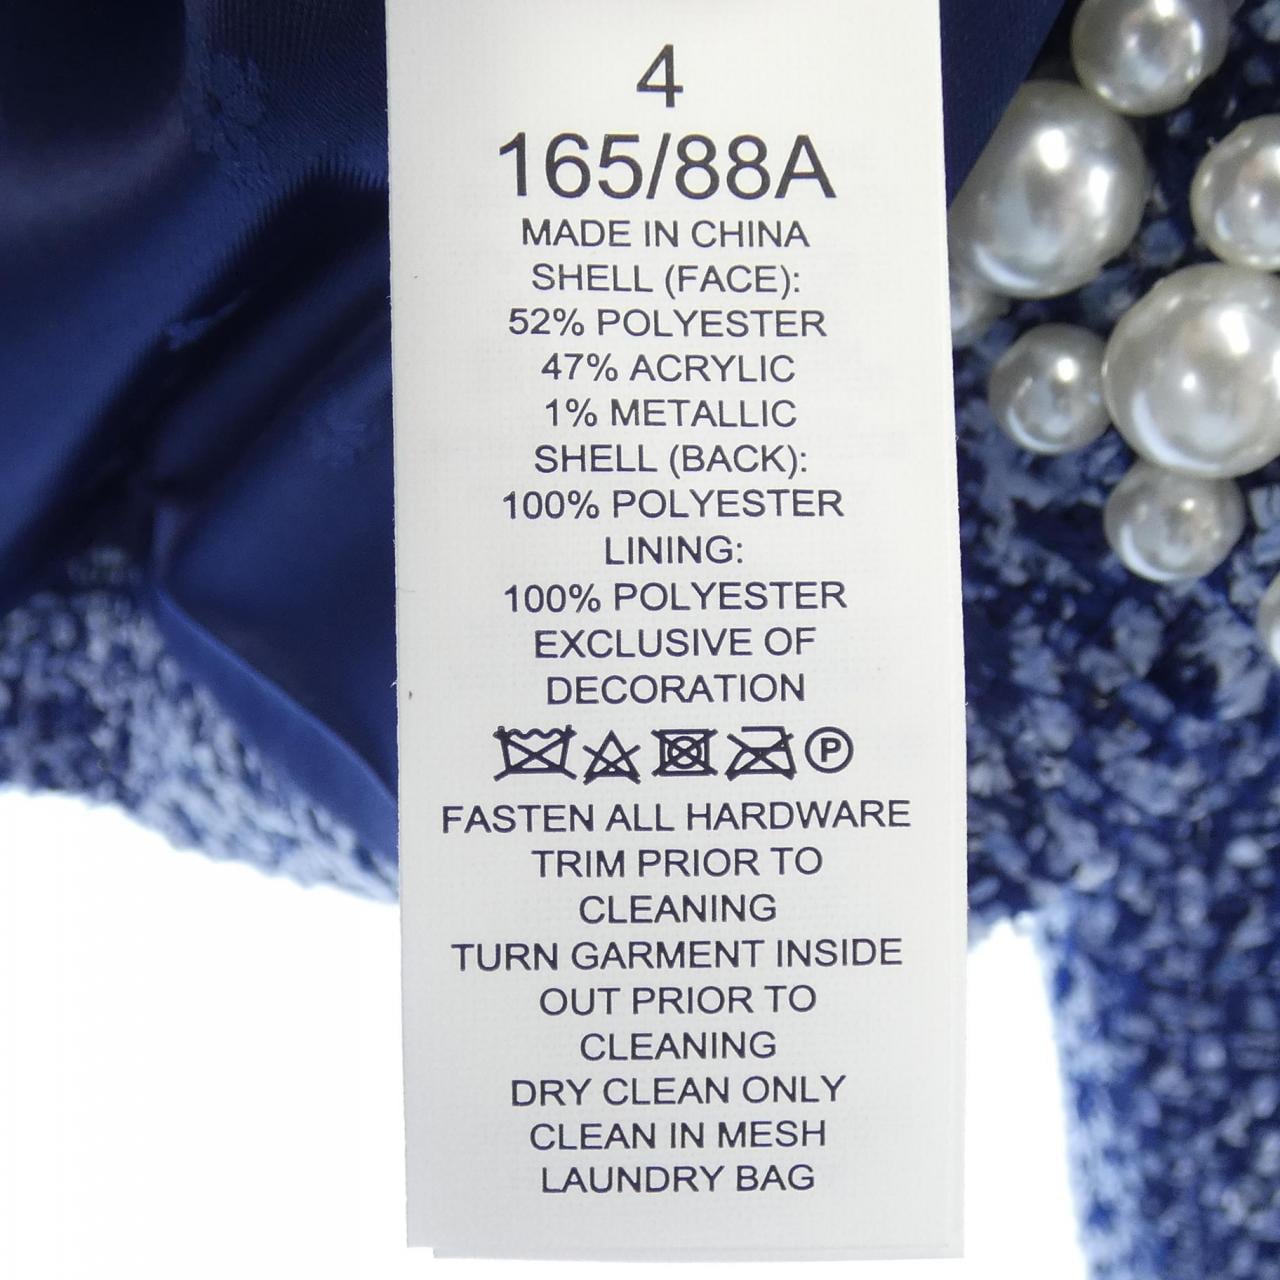 4
165/88A
MADE IN CHINA
SHELL (FACE):
52% POLYESTER
47% ACRYLIC
1% METALLIC
SHELL (BACK):
100% POLYESTER
LINING:
100% POLYESTER
EXCLUSIVE OF
DECORATION
P
FASTEN ALL HARDWARE
TRIM PRIOR TO
CLEANING
TURN GARMENT INSIDE
OUT PRIOR TO
CLEANING
DRY CLEAN ONLY
CLEAN IN MESH
LAUNDRY BAG